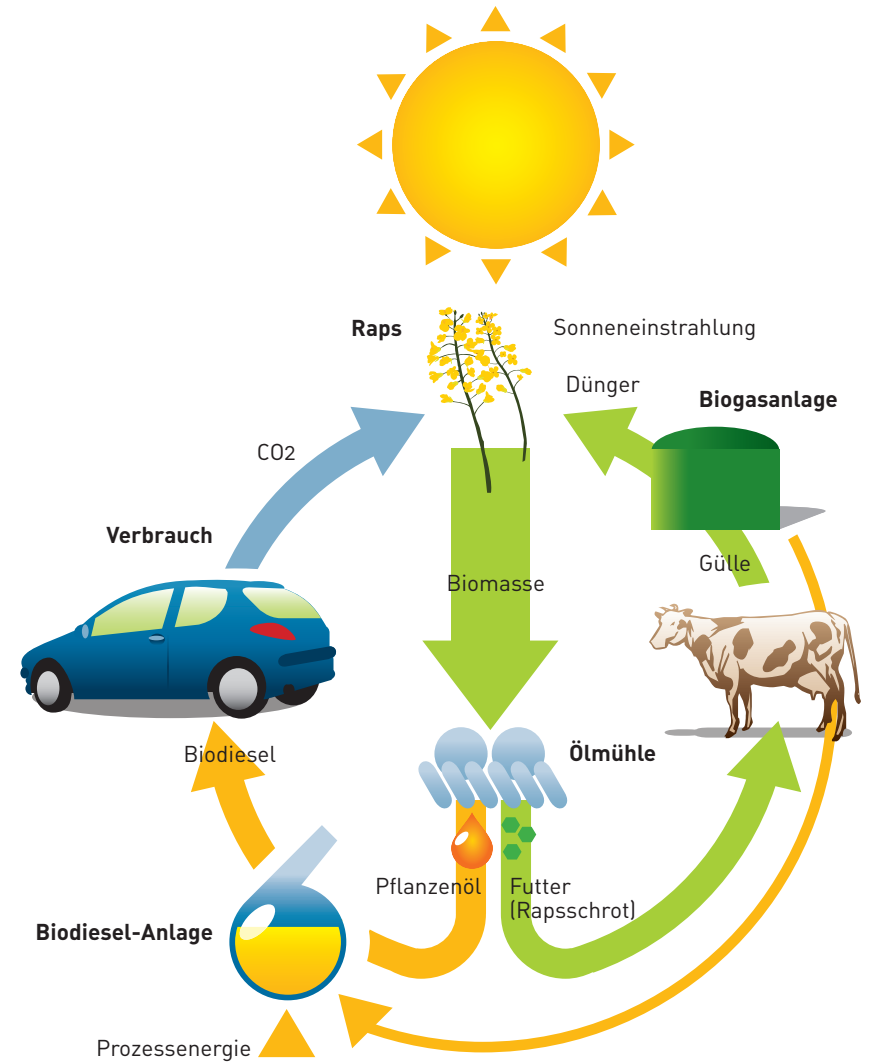 Raps
Sonneneinstrahlung
Dünger
Biogasanlage
CO2
Verbrauch
Gülle
Biomasse
Ölmühle
Biodiesel
Pflanzenöl
Futter
(Rapsschrot)
Biodiesel-Anlage
Prozessenergie